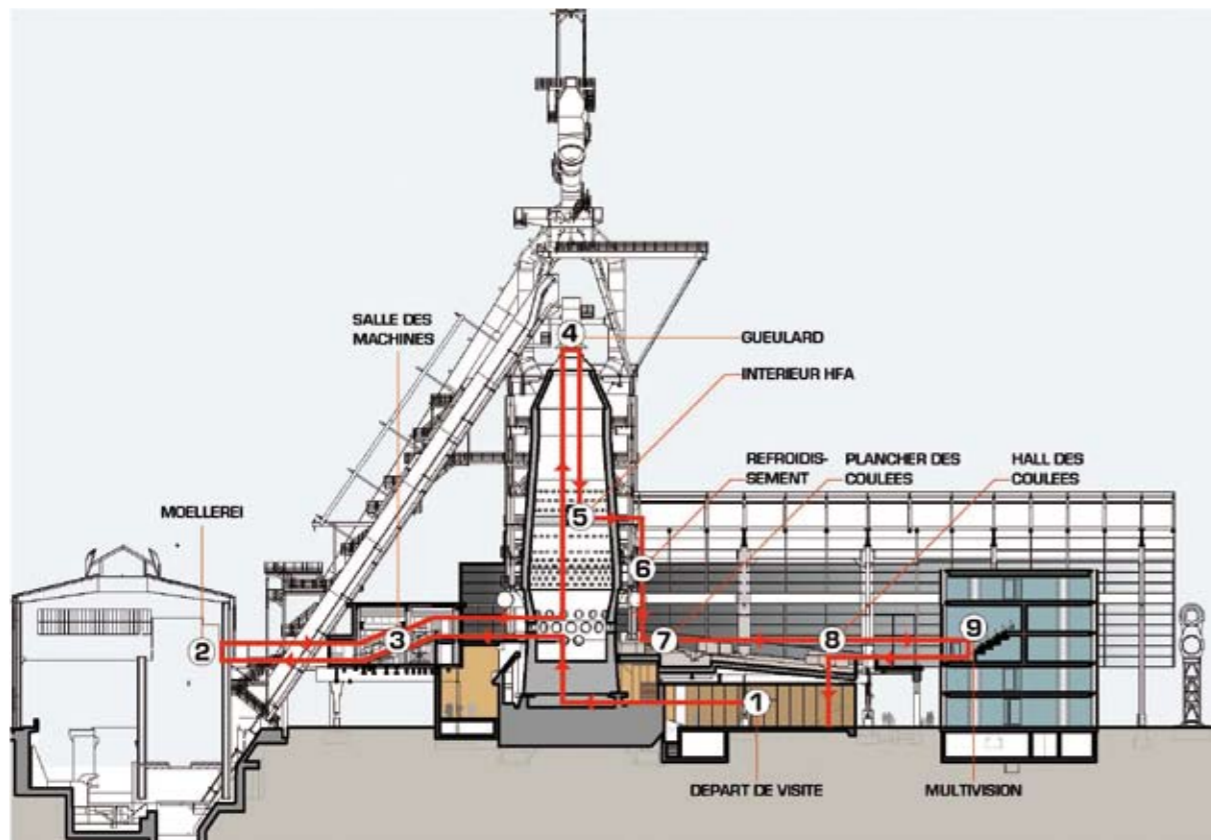 SALLE DES
MACHINES
4
GUEULARD
INTERIEUR HFA
REFROIDIS-
SEMENT
PLANCHER DES
COULEES
HALL DES
COULEES
MOELLEREI
5
6
2
3
7
8
9
1
DEPART DE VISITE
MULTIVISION